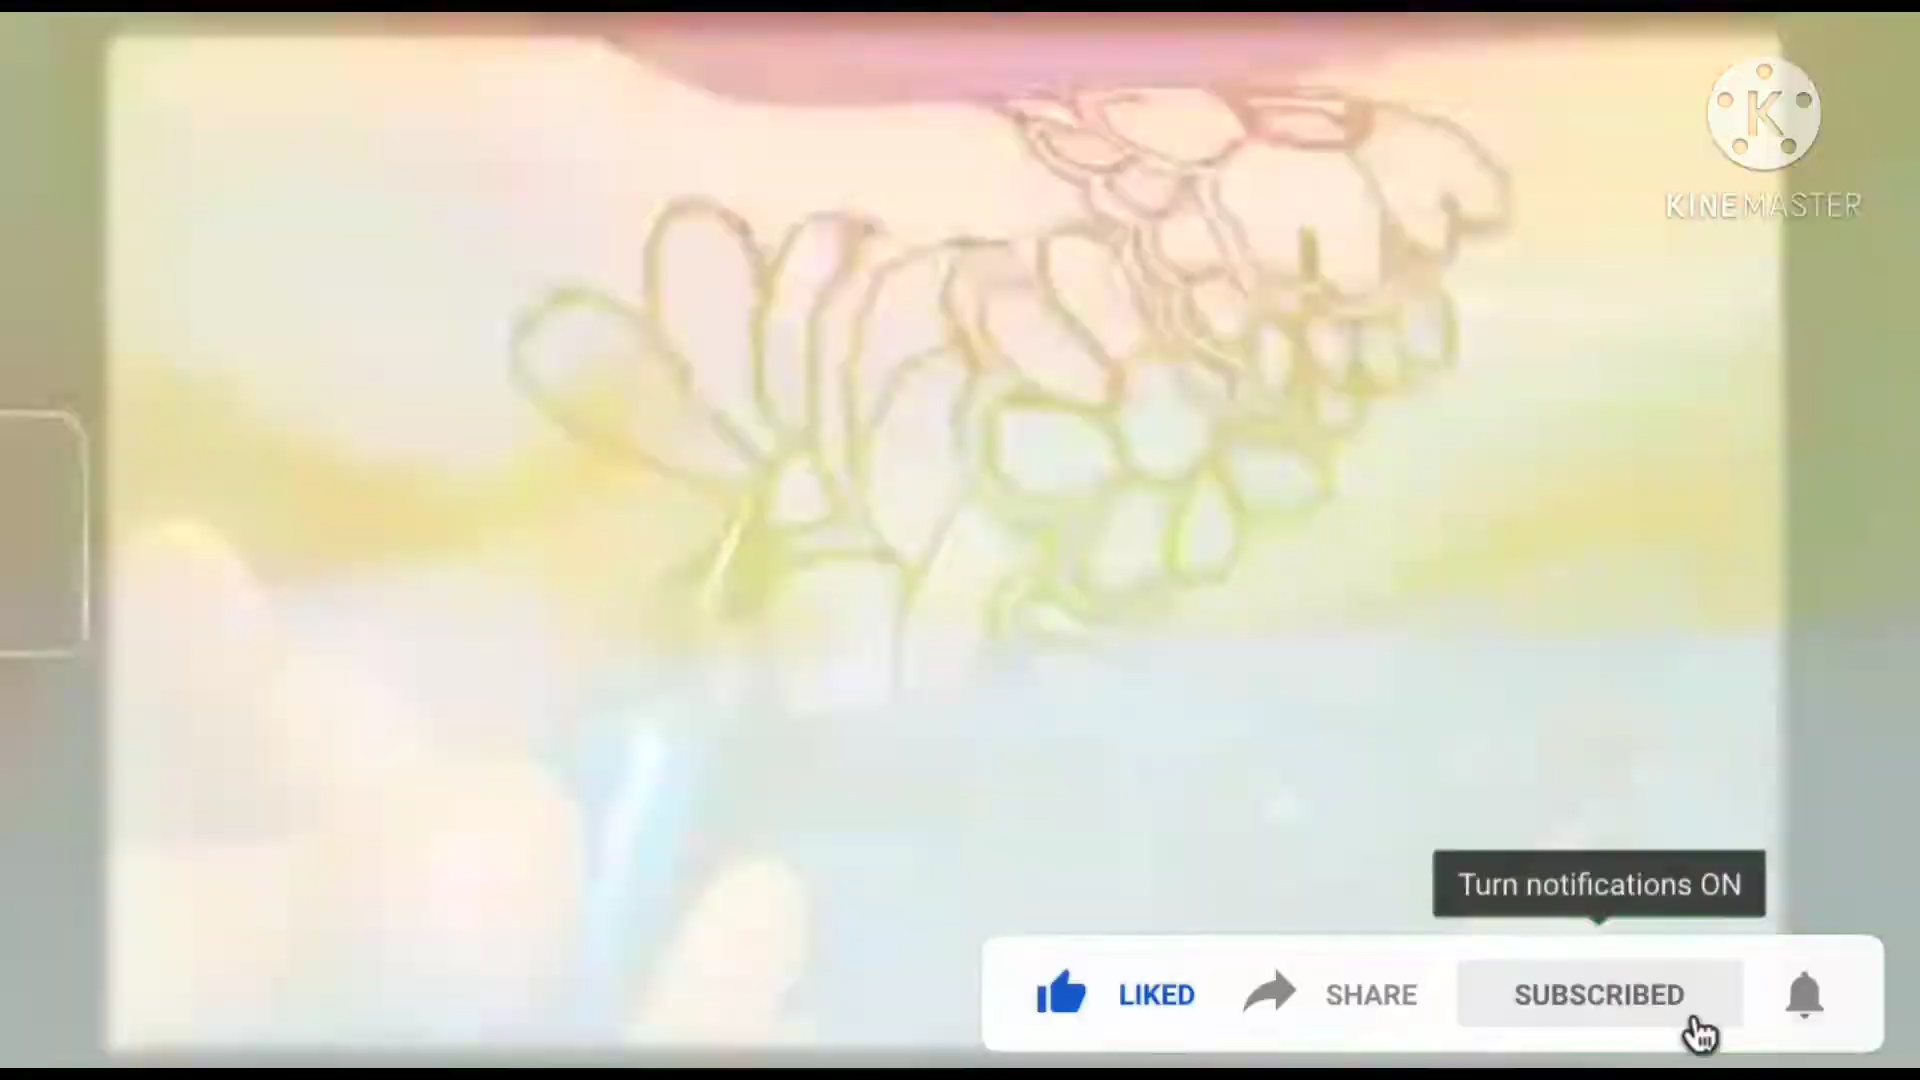 K
KINEMASTER
Turn notifications ON
LIKED
SHARE
SUBSCRIBED